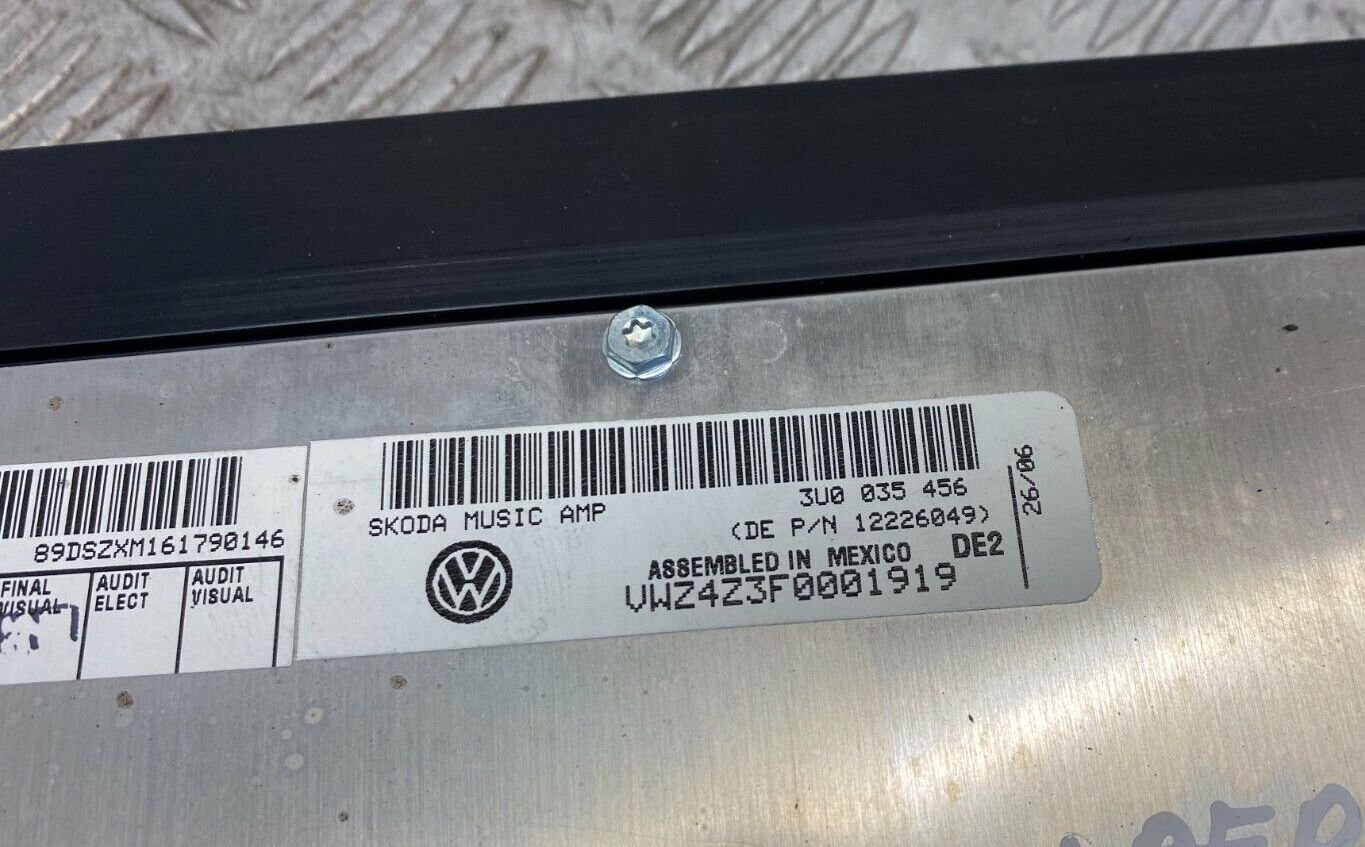 89DSZXM161790146
FINAL
VISUAL
AUDIT
ELECT
AUDIT
VISUAL
3U0 035 456
SKODA MUSIC AMP
(DE P/N 12226049)
ASSEMBLED IN MEXICO DE2
VWZ4Z3F0001919
26/06